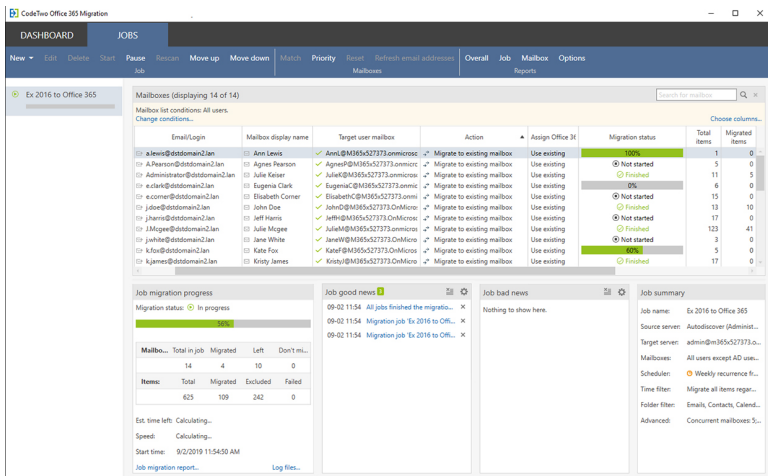 CodeTwo Office 365 Migration
DASHBOARD JOBS
New Edit Delete Start Pause Rescan Move up Move down Match Priority Reset Refresh email addresses Overall Job Mailbox Options
Job Mailboxes Reports
Ex 2016 to Office 365
Mailboxes (displaying 14 of 14) Search for mailbox
Mailbox list conditions: All users.
Change conditions... Choose columns...
Email/Login Mailbox display name Target user mailbox Action Assign Office 36 Migration status Total items Migrated items
a.lewis@dstdomain2.lan Ann Lewis AnnL@M365x527373.onmicrosc Migrate to existing mailbox Use existing 100% 1 0
A.Pearson@dstdomain2.lan Agnes Pearson AgnesP@M365x527373.OnMicros Migrate to existing mailbox Use existing Not started 5 0
Administrator@dstdomain2.lan Julie Keiser JulieK@M365x527373.onmicros Migrate to existing mailbox Use existing Finished 11 5
e.clark@dstdomain2.lan Eugenia Clark EugeniaC@M365x527373.onmic Migrate to existing mailbox Use existing 0% 6 0
e.corner@dstdomain2.lan Elisabeth Corner ElisabethC@M365x527373.onmi Migrate to existing mailbox Use existing Not started 15 0
j.doe@dstdomain2.lan John Doe JohnD@M365x527373.OnMicros Migrate to existing mailbox Use existing Finished 13 10
j.harris@dstdomain2.lan Jeff Harris JeffH@M365x527373.OnMicrosc Migrate to existing mailbox Use existing Not started 17 0
J.Mcgee@dstdomain2.lan Julie Mcgee JulieM@M365x527373.onmicros Migrate to existing mailbox Use existing Finished 123 41
j.white@dstdomain2.lan Jane White JaneW@M365x527373.OnMicros Migrate to existing mailbox Use existing Not started 3 0
k.fox@dstdomain2.lan Kate Fox KateF@M365x527373.OnMicros Migrate to existing mailbox Use existing 60% 5 0
k.james@dstdomain2.lan Kristy James KristyJ@M365x527373.OnMicros Migrate to existing mailbox Use existing Finished 17 0
Job migration progress
Migration status: In progress
56%
Mailbo... Total in job Migrated Left Don't mi...
14 4 10 0
Items: Total Migrated Excluded Failed
625 109 242 0
Est. time left: Calculating...
Speed: Calculating...
Start time: 9/2/2019 11:54:50 AM
Job migration report... Log files...
Job good news 3
09-02 11:54 All jobs finished the migratio...
09-02 11:54 Migration job 'Ex 2016 to Offi...
09-02 11:54 Migration job 'Ex 2016 to Offi...
Job bad news
Nothing to show here.
Job summary
Job name: Ex 2016 to Office 365
Source server: Autodiscover (Administ...
Target server: admin@m365x527373.o...
Mailboxes: All users except AD use...
Scheduler: Weekly recurrence fr...
Time filter: Migrate all items regar...
Folder filter: Emails, Contacts, Calend...
Advanced: Concurrent mailboxes: 5;...